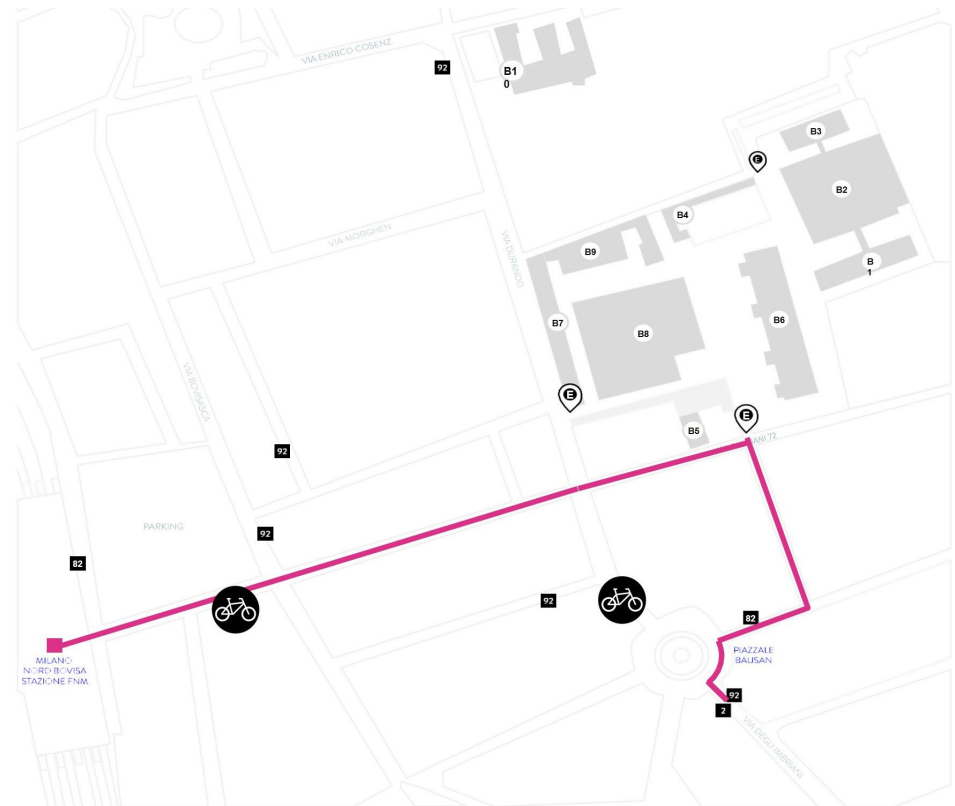 VIA ENRICO COSENZ
92
B1
0
B3
E
B2
B4
VIA MORGHEN
VIA DURANDO
B9
B
1
B7
B8
B6
VIA BOVISASCA
E
E
B5
ANI 72
92
PARKING
92
82
92
82
MILANO
NORD BOVISA
STAZIONE FNM
PIAZZALE
BAUSAN
92
2
VIA DEGLI IMBRIANI